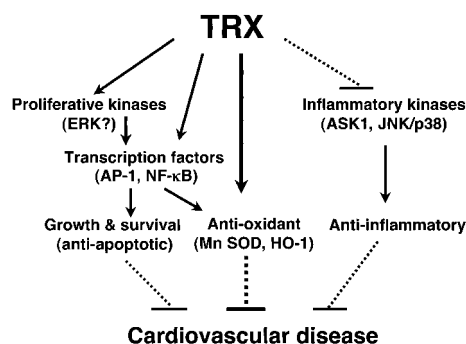 TRX
Proliferative kinases
(ERK?)
Inflammatory kinases
(ASK1, JNK/p38)
Transcription factors
(AP-1, NF-κB)
Growth & survival
(anti-apoptotic)
Anti-oxidant
(Mn SOD, HO-1)
Anti-inflammatory
Cardiovascular disease